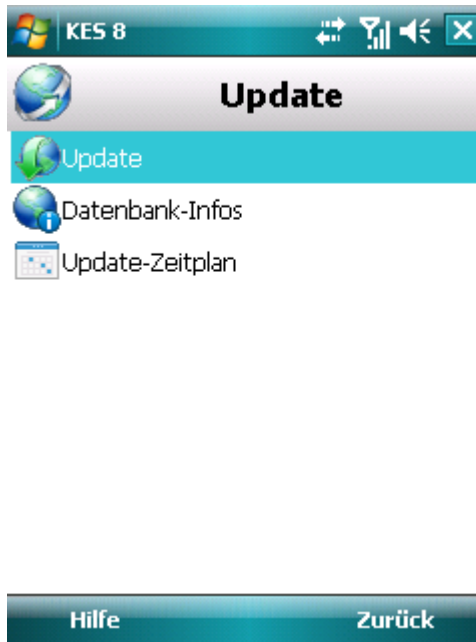 KES 8
Update
Update
Datenbank-Infos
Update-Zeitplan
Hilfe Zurück